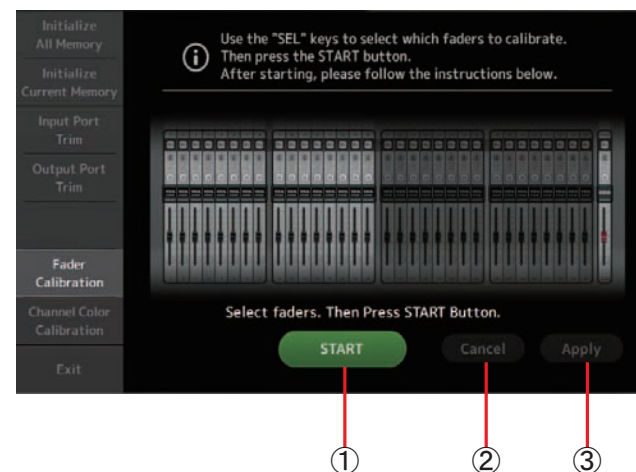 Initialize
All Memory
Initialize
Current Memory
Input Port
Trim
Output Port
Trim
Fader
Calibration
Channel Color
Calibration
Exit
Use the "SEL" keys to select which faders to calibrate.
Then press the START button.
After starting, please follow the instructions below.
Select faders. Then Press START Button.
START
Cancel
Apply
①
②
③